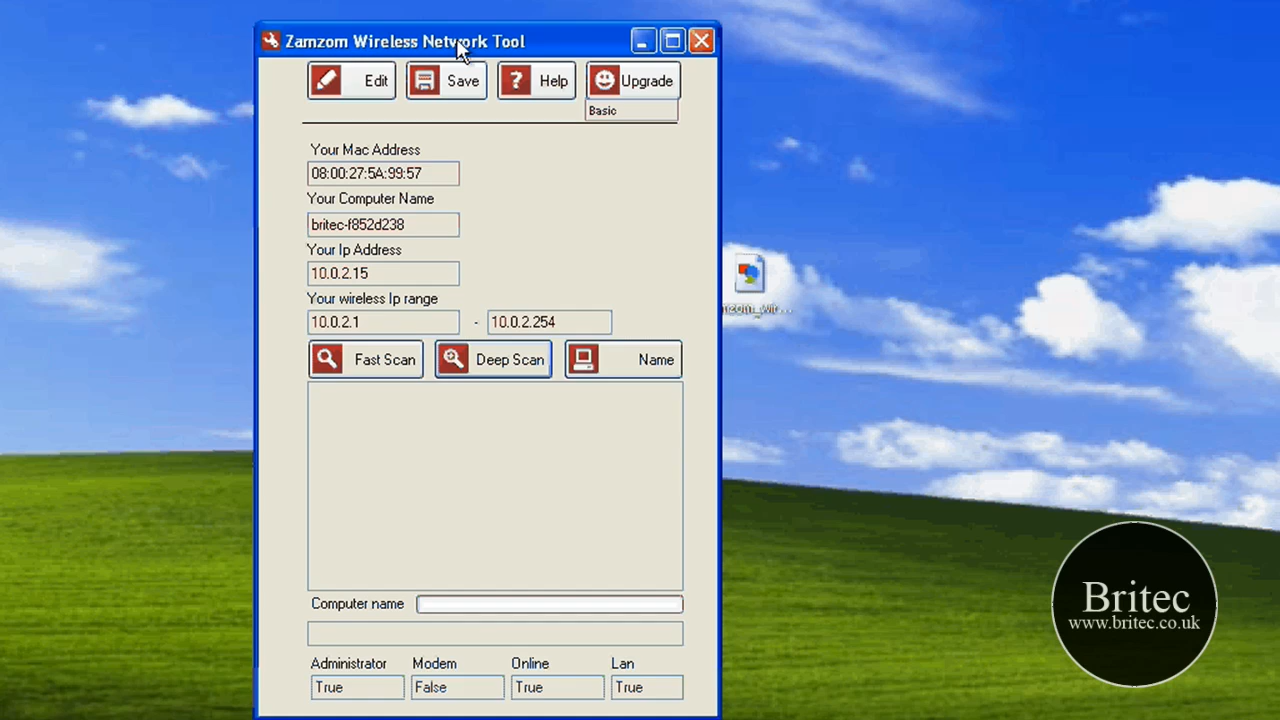 Zamzom Wireless Network Tool
Edit
Save
Help
Upgrade
Basic
Your Mac Address
08:00:27:5A:99:57
Your Computer Name
britec-f852d238
Your Ip Address
10.0.2.15
Your wireless Ip range
10.0.2.1 - 10.0.2.254
Fast Scan
Deep Scan
Name
Computer name
Administrator
Modem
Online
Lan
True
False
True
True
Britec
www.britec.co.uk